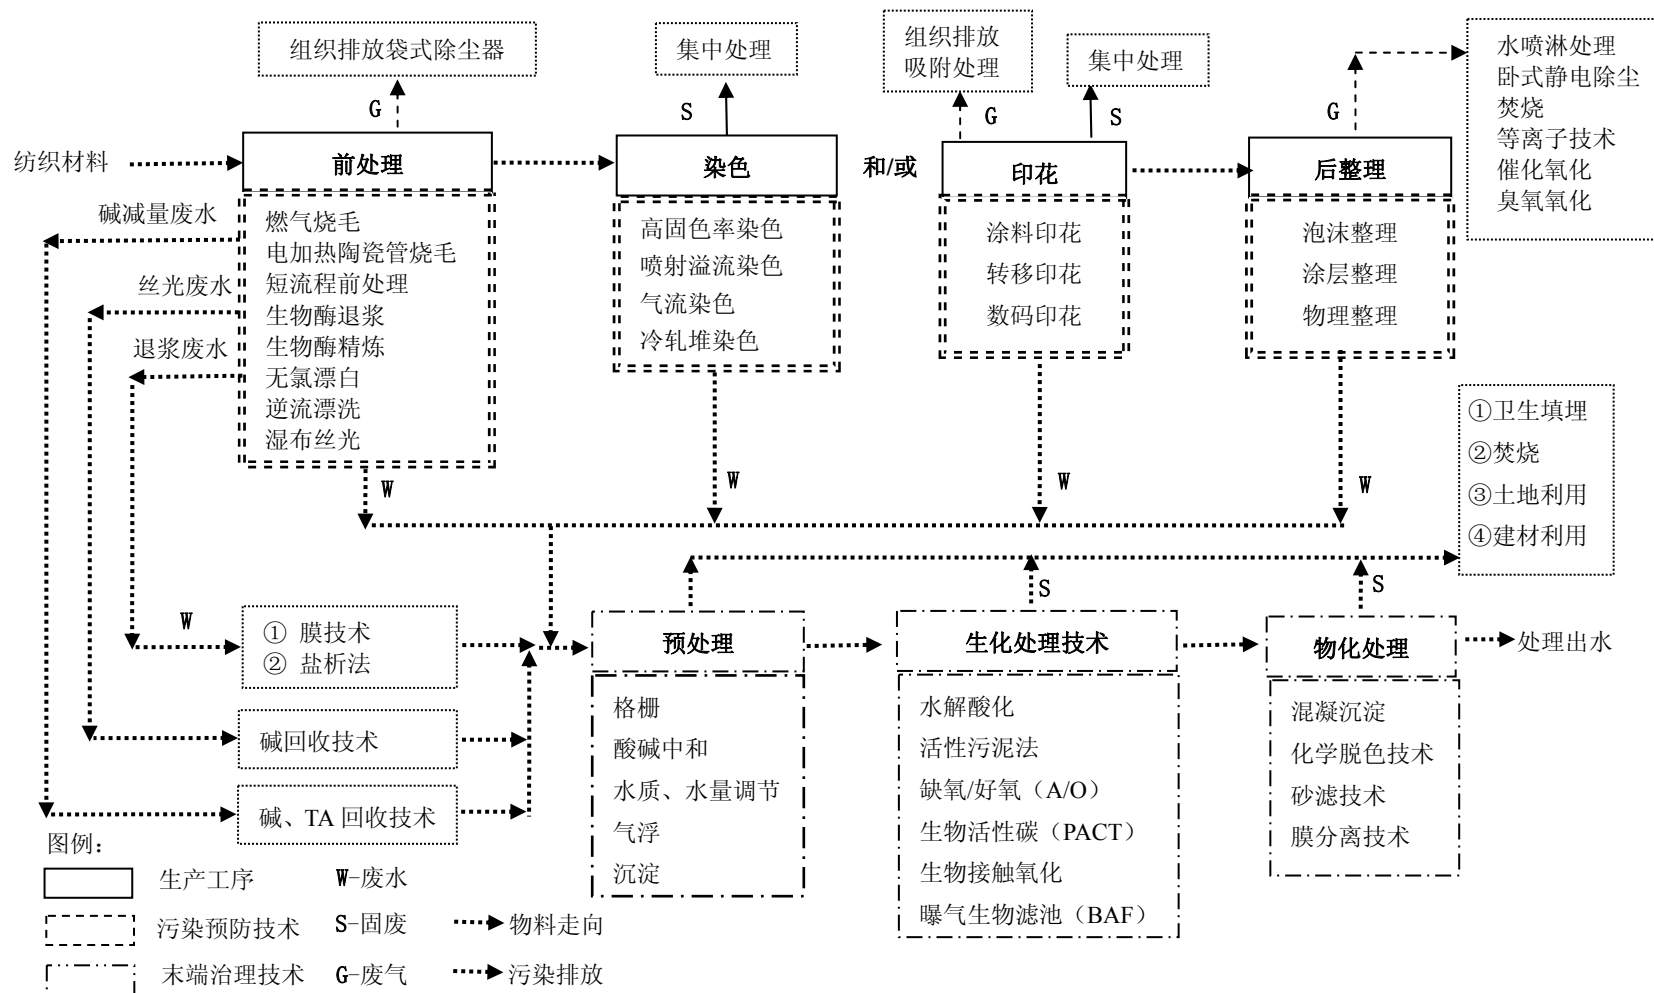 组织排放袋式除尘器
集中处理
组织排放
吸附处理
集中处理
水喷淋处理
卧式静电除尘
焚烧
等离子技术
催化氧化
臭氧氧化
G
S
G
S
G
纺织材料
前处理
染色
和/或
印花
后整理
碱减量废水
丝光废水
退浆废水
燃气烧毛
电加热陶瓷管烧毛
短流程前处理
生物酶退浆
生物酶精炼
无氯漂白
逆流漂洗
湿布丝光
高固色率染色
喷射溢流染色
气流染色
冷轧堆染色
涂料印花
转移印花
数码印花
泡沫整理
涂层整理
物理整理
①卫生填埋
②焚烧
③土地利用
④建材利用
W
W
W
W
S
S
W
① 膜技术
② 盐析法
碱回收技术
碱、TA 回收技术
预处理
生化处理技术
物化处理
处理出水
格栅
酸碱中和
水质、水量调节
气浮
沉淀
水解酸化
活性污泥法
缺氧/好氧（A/O）
生物活性碳（PACT）
生物接触氧化
曝气生物滤池（BAF）
混凝沉淀
化学脱色技术
砂滤技术
膜分离技术
图例：
生产工序
W-废水
污染预防技术
S-固废
物料走向
末端治理技术
G-废气
污染排放